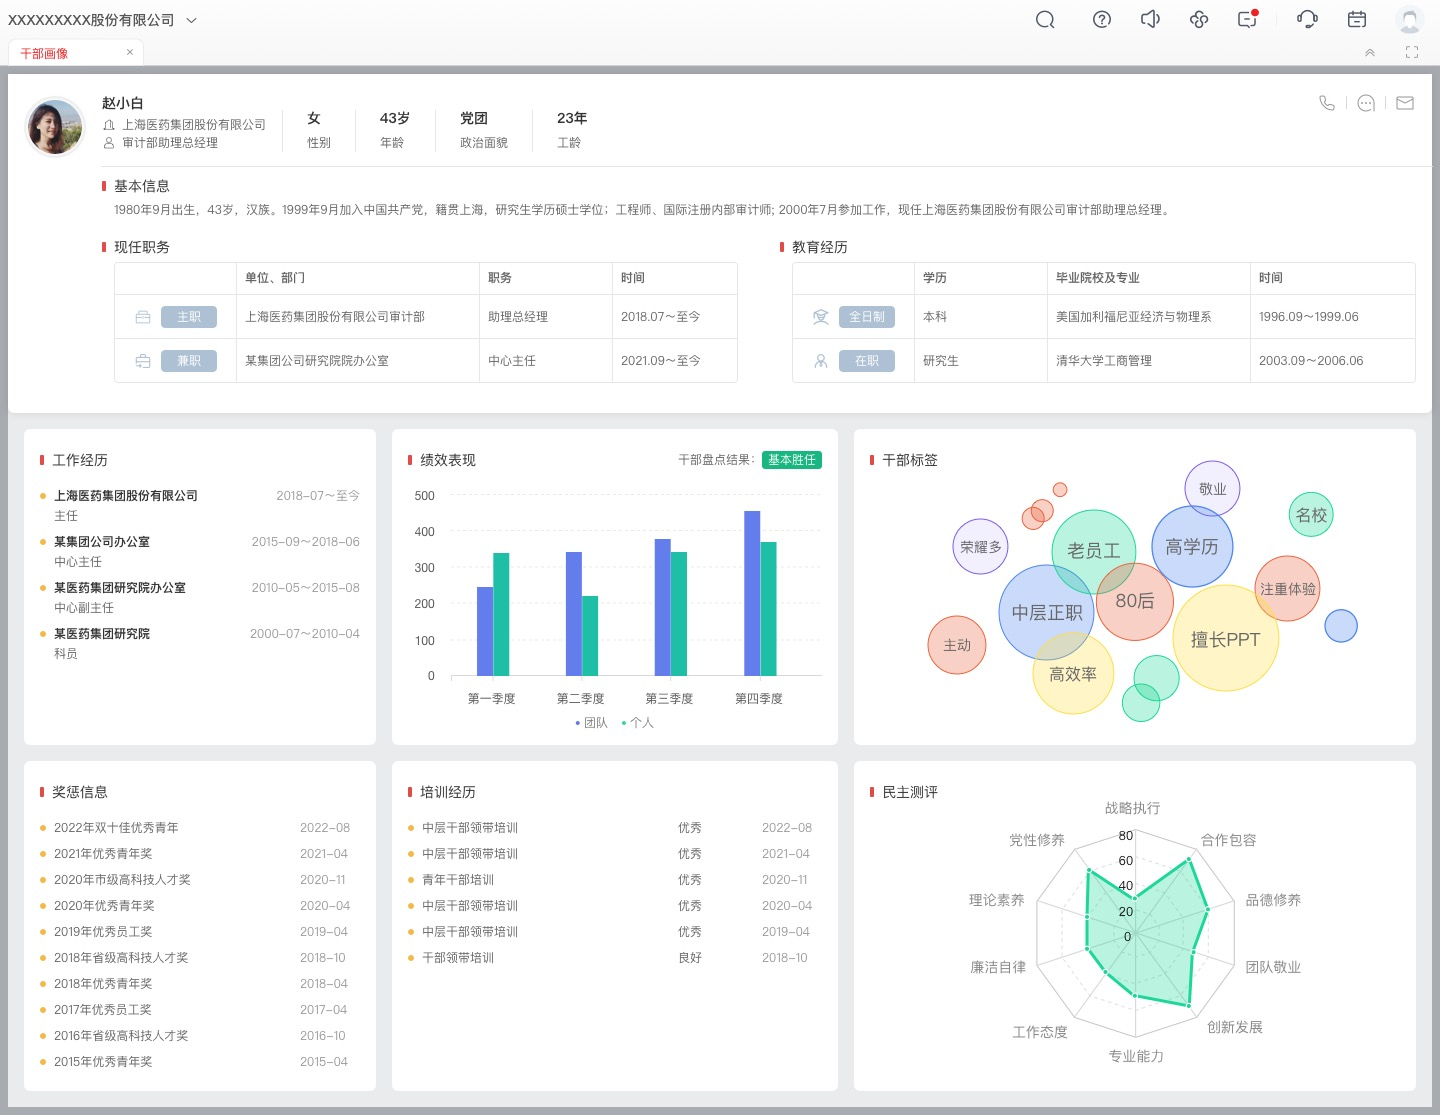 XXXXXXXXX股份有限公司
干部画像 ×
赵小白
上海医药集团股份有限公司
审计部助理总经理
女 43岁 党团 23年
性别 年龄 政治面貌 工龄
基本信息
1980年9月出生，43岁，汉族。1999年9月加入中国共产党，籍贯上海，研究生学历硕士学位；工程师、国际注册内部审计师; 2000年7月参加工作，现任上海医药集团股份有限公司审计部助理总经理。
现任职务
单位、部门 职务 时间
主职 上海医药集团股份有限公司审计部 助理总经理 2018.07～至今
兼职 某集团公司研究院院办公室 中心主任 2021.09～至今
教育经历
学历 毕业院校及专业 时间
全日制 本科 美国加利福尼亚经济与物理系 1996.09～1999.06
在职 研究生 清华大学工商管理 2003.09～2006.06
工作经历
上海医药集团股份有限公司 2018-07～至今
主任
某集团公司办公室 2015-09～2018-06
中心主任
某医药集团研究院办公室 2010-05～2015-08
中心副主任
某医药集团研究院 2000-07～2010-04
科员
绩效表现
干部盘点结果： 基本胜任
500
400
300
200
100
0
第一季度 第二季度 第三季度 第四季度
团队 个人
干部标签
敬业
名校
荣耀多
老员工
高学历
注重体验
中层正职
80后
擅长PPT
主动
高效率
奖惩信息
2022年双十佳优秀青年 2022-08
2021年优秀青年奖 2021-04
2020年市级高科技人才奖 2020-11
2020年优秀青年奖 2020-04
2019年优秀员工奖 2019-04
2018年省级高科技人才奖 2018-10
2018年优秀青年奖 2018-04
2017年优秀员工奖 2017-04
2016年省级高科技人才奖 2016-10
2015年优秀青年奖 2015-04
培训经历
中层干部领带培训 优秀 2022-08
中层干部领带培训 优秀 2021-04
青年干部培训 优秀 2020-11
中层干部领带培训 优秀 2020-04
中层干部领带培训 优秀 2019-04
干部领带培训 良好 2018-10
民主测评
战略执行
党性修养 80 合作包容
60
40
理论素养 品德修养
20
0
廉洁自律 团队敬业
工作态度 创新发展
专业能力